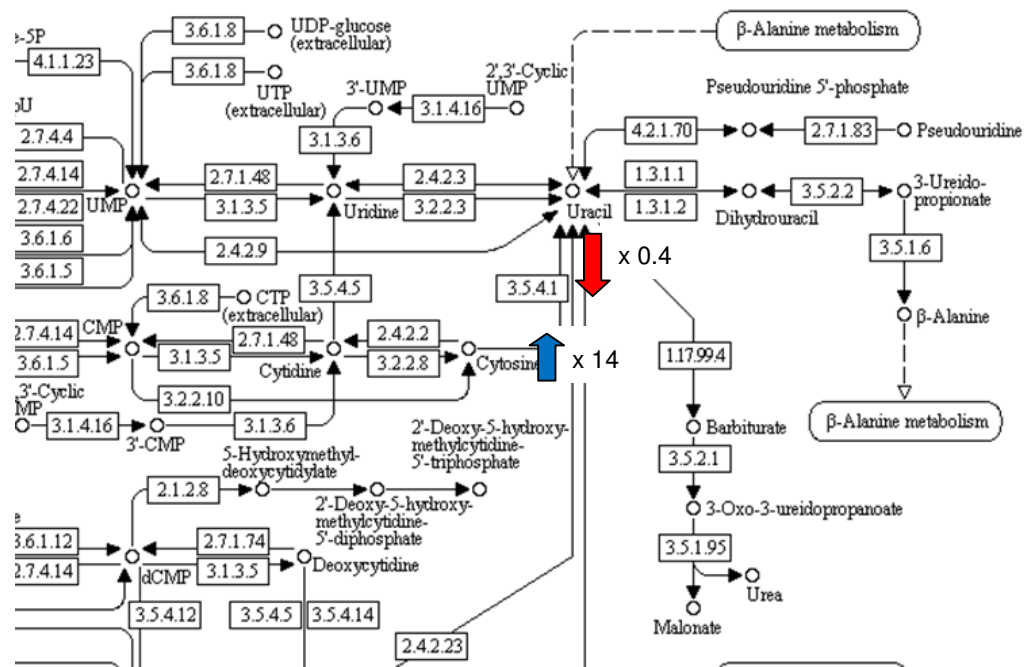 UDP-glucose
(extracellular)
3.6.1.8
β-Alanine metabolism
e-5P
4.1.1.23
3.6.1.8
UTP
(extracellular)
3'-UMP
3.1.4.16
2',3'-Cyclic
UMP
Pseudouridine 5'-phosphate
2.7.4.4
3.1.3.6
4.2.1.70
2.7.1.83
Pseudouridine
2.7.4.14
2.7.1.48
2.4.2.3
1.3.1.1
3.5.2.2
3-Ureido-
propionate
2.7.4.22
UMP
3.1.3.5
Uridine
3.2.2.3
Uracil
1.3.1.2
Dihydrouracil
3.6.1.6
2.4.2.9
3.5.1.6
3.6.1.5
x 0.4
3.6.1.8
CTP
(extracellular)
3.5.4.5
3.5.4.1
β-Alanine
2.7.4.14
CMP
2.7.1.48
2.4.2.2
3.6.1.5
3.1.3.5
Cytidine
3.2.2.8
Cytosine
x 14
1.17.99.4
3.2.2.10
,3'-Cyclic
MP
3.1.4.16
3'-CMP
3.1.3.6
Barbiturate
β-Alanine metabolism
5-Hydroxymethyl-
deoxycytidylate
2'-Deoxy-5-hydroxy-
methylcytidine-
5'-triphosphate
3.5.2.1
2.1.2.8
2'-Deoxy-5-hydroxy-
methylcytidine-
5'-diphosphate
3-Oxo-3-ureidopropanoate
3.6.1.12
2.7.1.74
3.5.1.95
2.7.4.14
dCMP
3.1.3.5
Deoxycytidine
Urea
3.5.4.12
3.5.4.5
3.5.4.14
Malonate
2.4.2.23